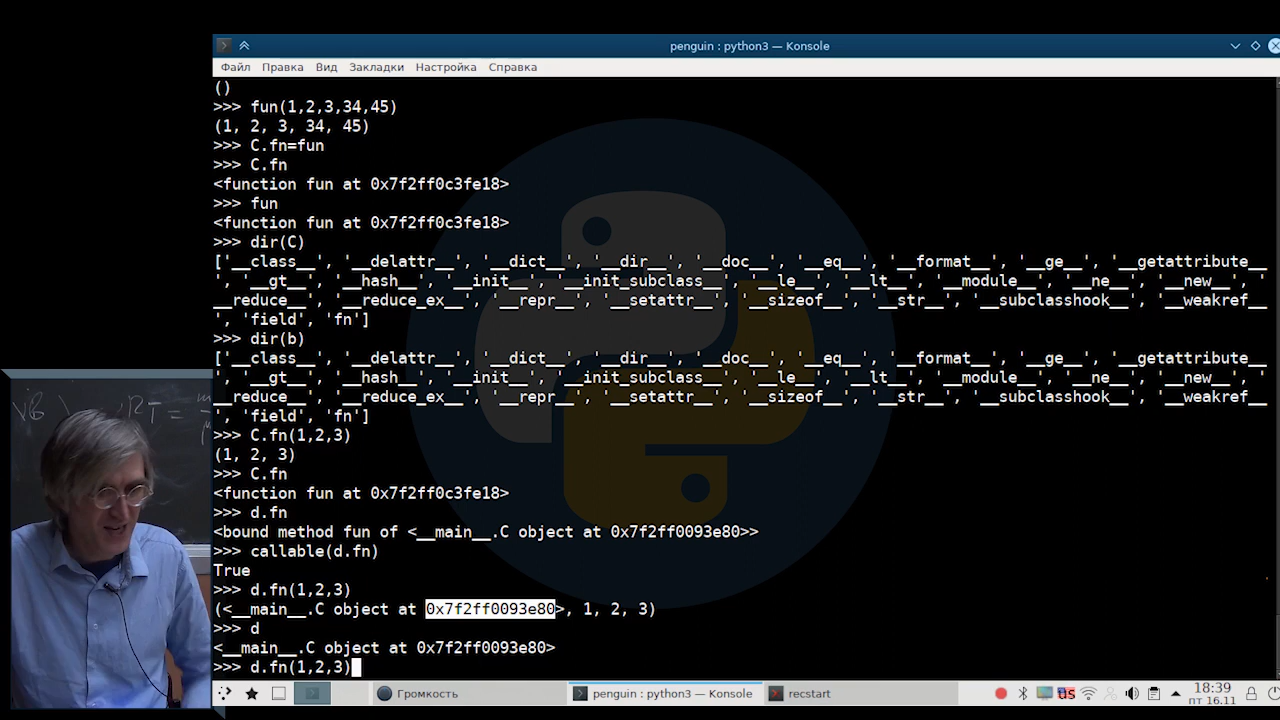 penguin : python3 — Konsole
Файл Правка Вид Закладки Настройка Справка
()
>>> fun(1,2,3,34,45)
(1, 2, 3, 34, 45)
>>> C.fn=fun
>>> C.fn
<function fun at 0x7f2ff0c3fe18>
>>> fun
<function fun at 0x7f2ff0c3fe18>
>>> dir(C)
['__class__', '__delattr__', '__dict__', '__dir__', '__doc__', '__eq__', '__format__', '__ge__', '__getattribute__
', '__gt__', '__hash__', '__init__', '__init_subclass__', '__le__', '__lt__', '__module__', '__ne__', '__new__', '
__reduce__', '__reduce_ex__', '__repr__', '__setattr__', '__sizeof__', '__str__', '__subclasshook__', '__weakref__
', 'field', 'fn']
>>> dir(b)
['__class__', '__delattr__', '__dict__', '__dir__', '__doc__', '__eq__', '__format__', '__ge__', '__getattribute__
', '__gt__', '__hash__', '__init__', '__init_subclass__', '__le__', '__lt__', '__module__', '__ne__', '__new__', '
__reduce__', '__reduce_ex__', '__repr__', '__setattr__', '__sizeof__', '__str__', '__subclasshook__', '__weakref__
', 'field', 'fn']
>>> C.fn(1,2,3)
(1, 2, 3)
>>> C.fn
<function fun at 0x7f2ff0c3fe18>
>>> d.fn
<bound method fun of <__main__.C object at 0x7f2ff0093e80>>
>>> callable(d.fn)
True
>>> d.fn(1,2,3)
(<__main__.C object at 0x7f2ff0093e80>, 1, 2, 3)
>>> d
<__main__.C object at 0x7f2ff0093e80>
>>> d.fn(1,2,3)
Громкость penguin : python3 — Konsole recstart US 18:39
пт 16.11